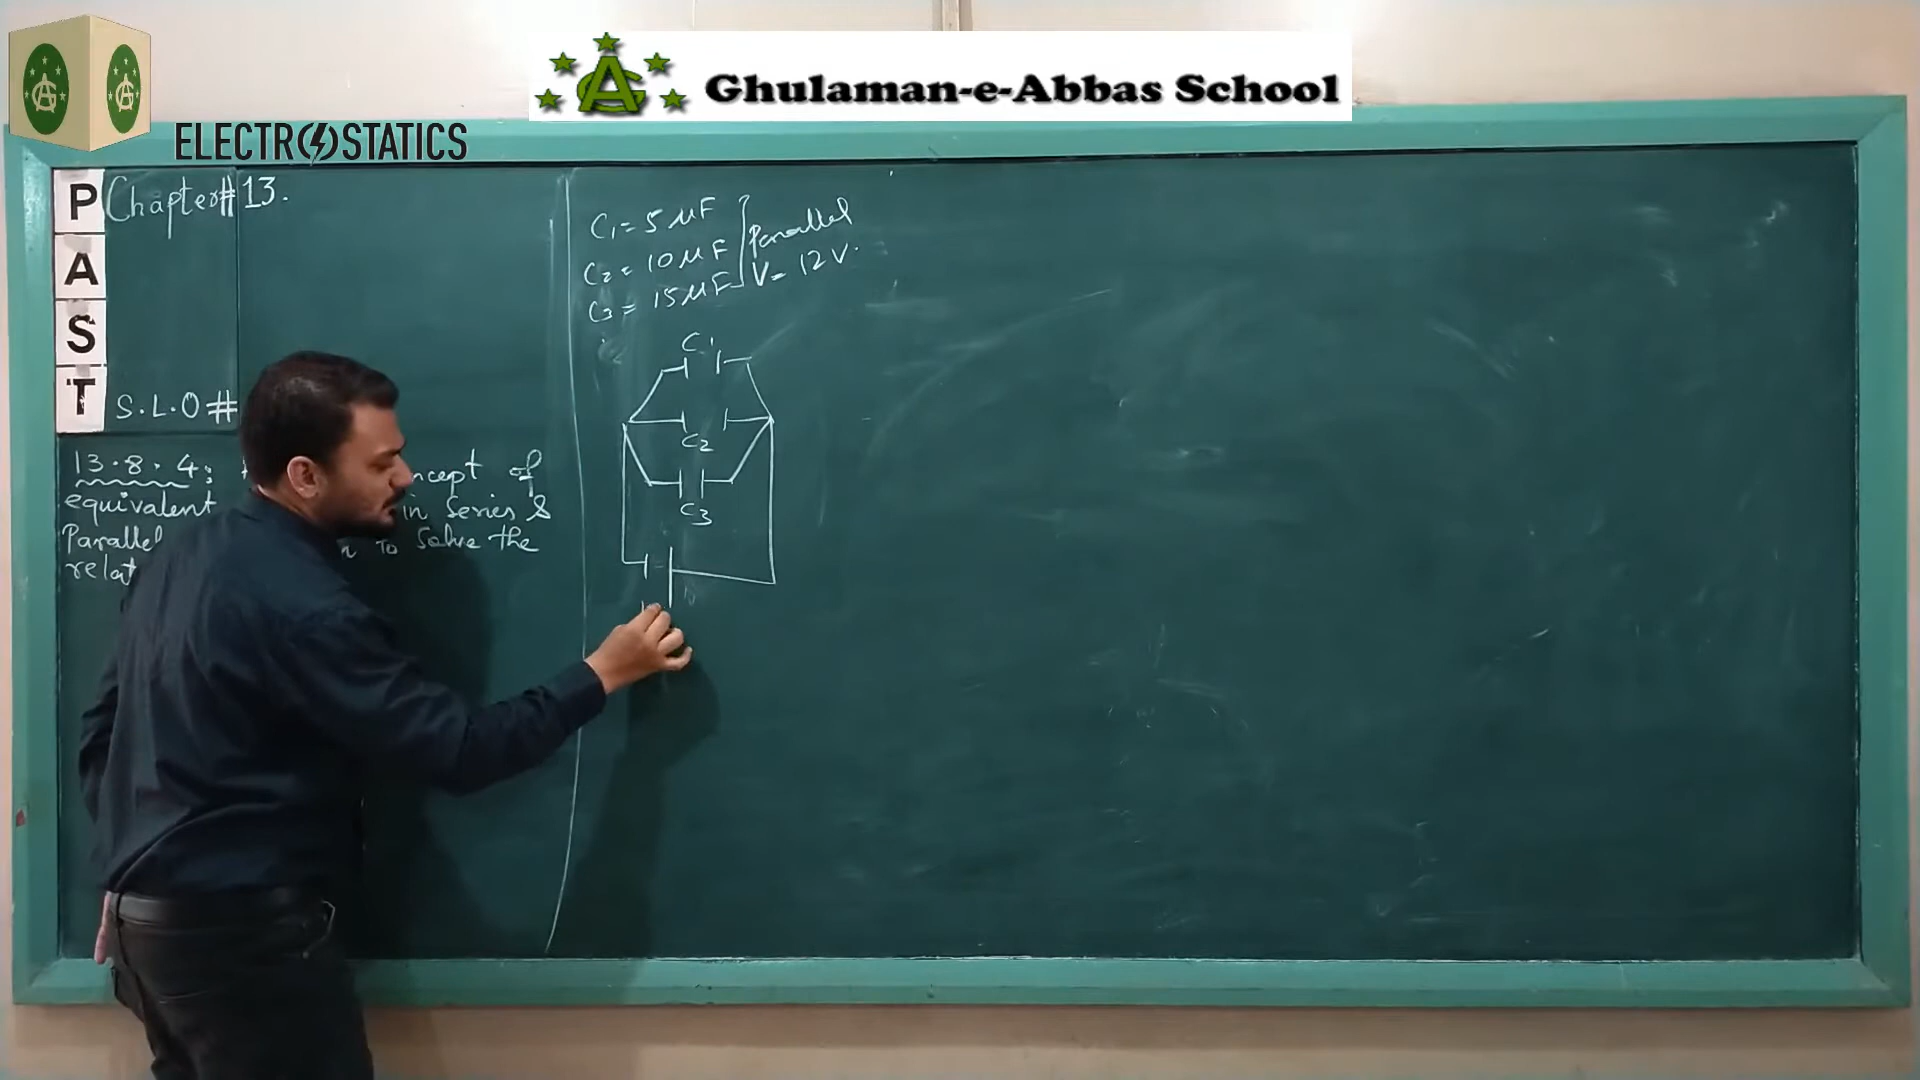 Ghulaman-e-Abbas School
ELECTROSTATICS
PAST
Chapter# 13.
S.L.O#
13.8.4: ncept of
equivalent in Series &
Parallel To Solve the
relat
C₁ = 5 μF
C₂ = 10 μF
C₃ = 15 μF
Parallel
V = 12 V.
C₁
C₂
C₃